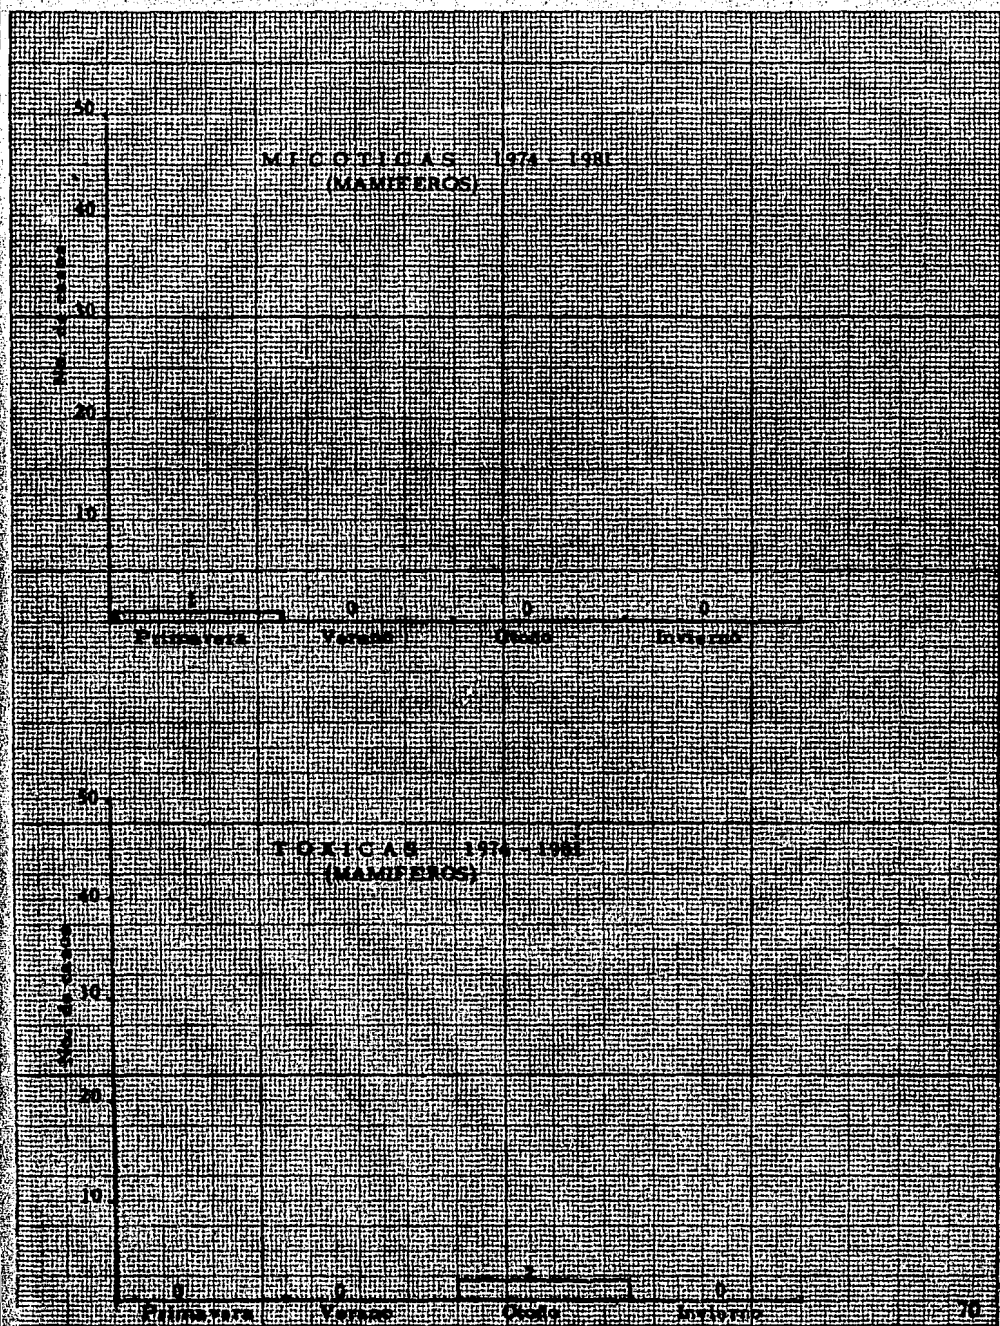 50
MICOTICAS 1974 - 1981
(MAMIFEROS)
40
No. de casos
30
20
10
1 0 0 0
Primavera Verano Otoño Invierno
50
TOXICAS 1974 - 1981
(MAMIFEROS)
40
No. de casos
30
20
10
0 0 2 0
Primavera Verano Otoño Invierno
70